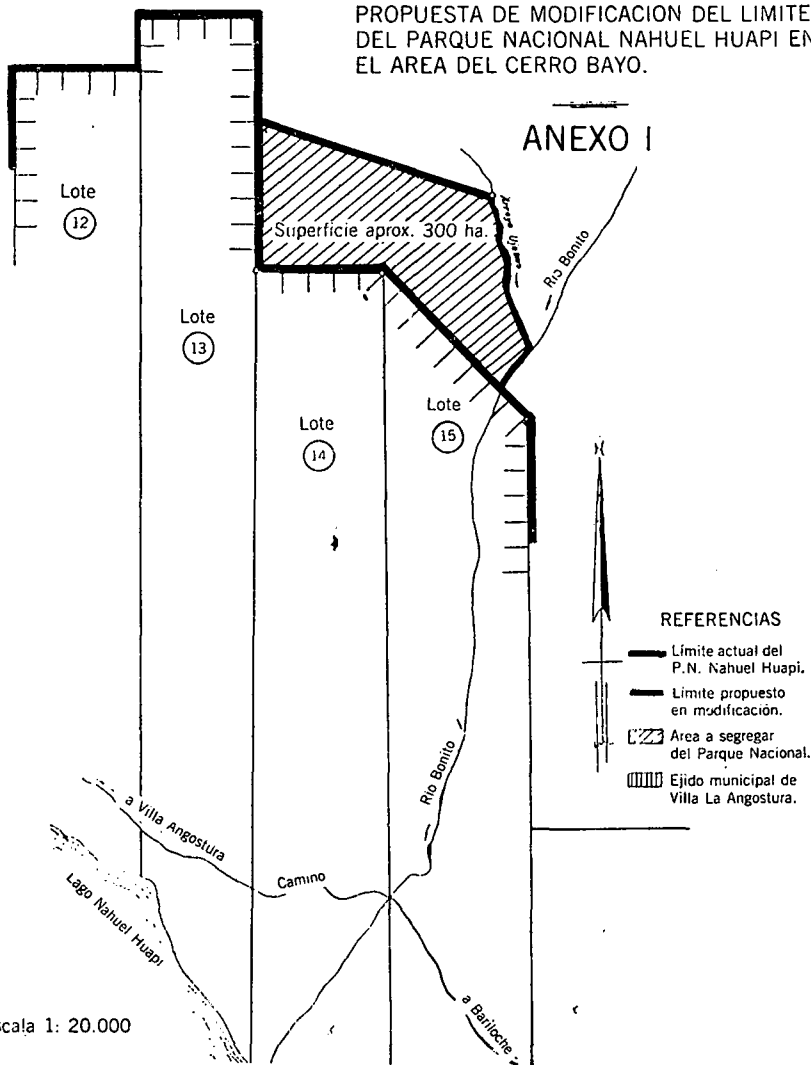 PROPUESTA DE MODIFICACION DEL LIMITE
DEL PARQUE NACIONAL NAHUEL HUAPI EN
EL AREA DEL CERRO BAYO.
ANEXO I
Lote
12
Superficie aprox. 300 ha.
Rio Bonito
Lote
13
Lote
14
Lote
15
N
REFERENCIAS
Límite actual del
P.N. Nahuel Huapi.
Límite propuesto
en modificación.
Area a segregar
del Parque Nacional.
Ejido municipal de
Villa La Angostura.
Rio Bonito
a Villa Angostura
Camino
Lago Nahuel Huapi
a Bariloche
scala 1: 20.000